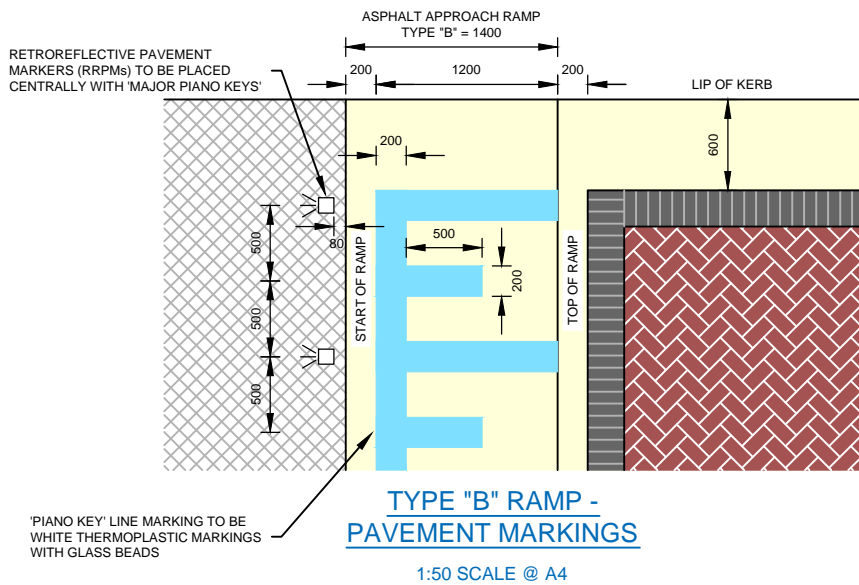 ASPHALT APPROACH RAMP
TYPE "B" = 1400
RETROREFLECTIVE PAVEMENT
MARKERS (RRPMs) TO BE PLACED
CENTRALLY WITH 'MAJOR PIANO KEYS'
200
1200
200
LIP OF KERB
200
600
80
500
500
200
500
500
START OF RAMP
TOP OF RAMP
'PIANO KEY' LINE MARKING TO BE
WHITE THERMOPLASTIC MARKINGS
WITH GLASS BEADS
TYPE "B" RAMP -
PAVEMENT MARKINGS
1:50 SCALE @ A4